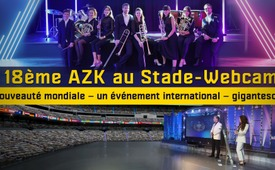 18ème AZK au Stade-Webcam
ouveauté mondiale – un événement international – gigantesq